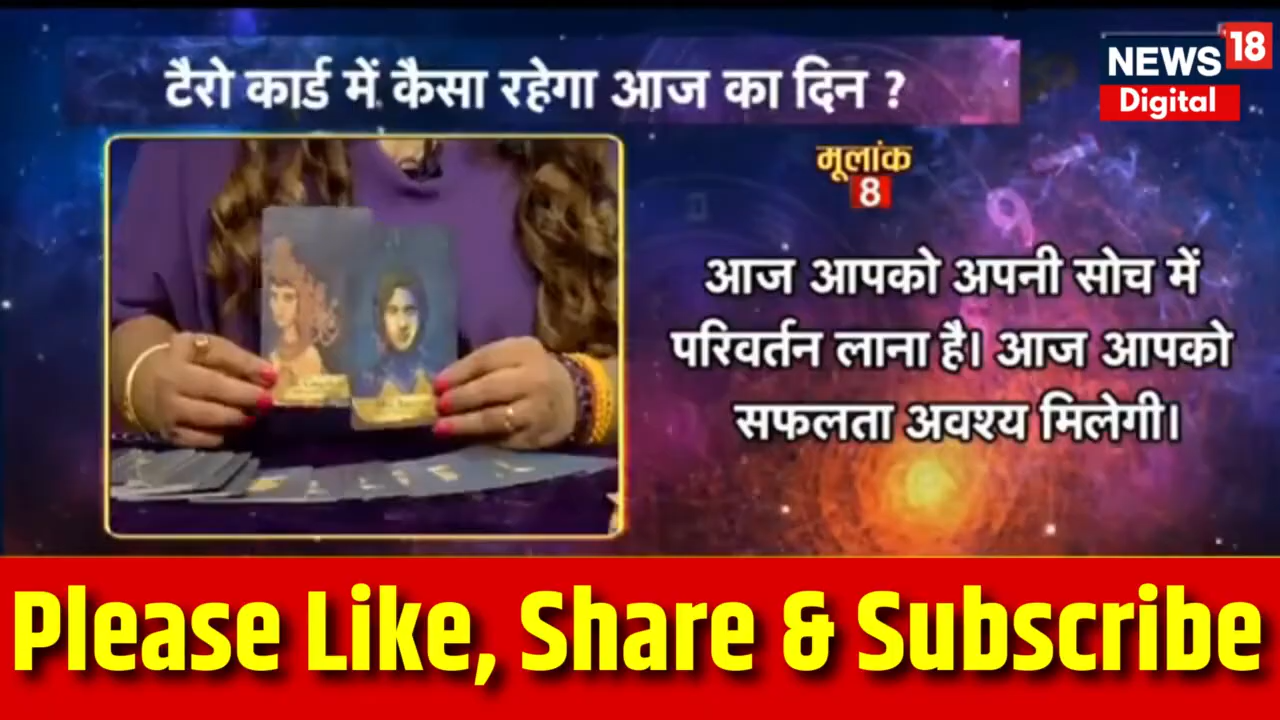 टैरो कार्ड में कैसा रहेगा आज का दिन ?
NEWS 18
Digital
मूलांक
8
आज आपको अपनी सोच में
परिवर्तन लाना है। आज आपको
सफलता अवश्य मिलेगी।
Please Like, Share & Subscribe